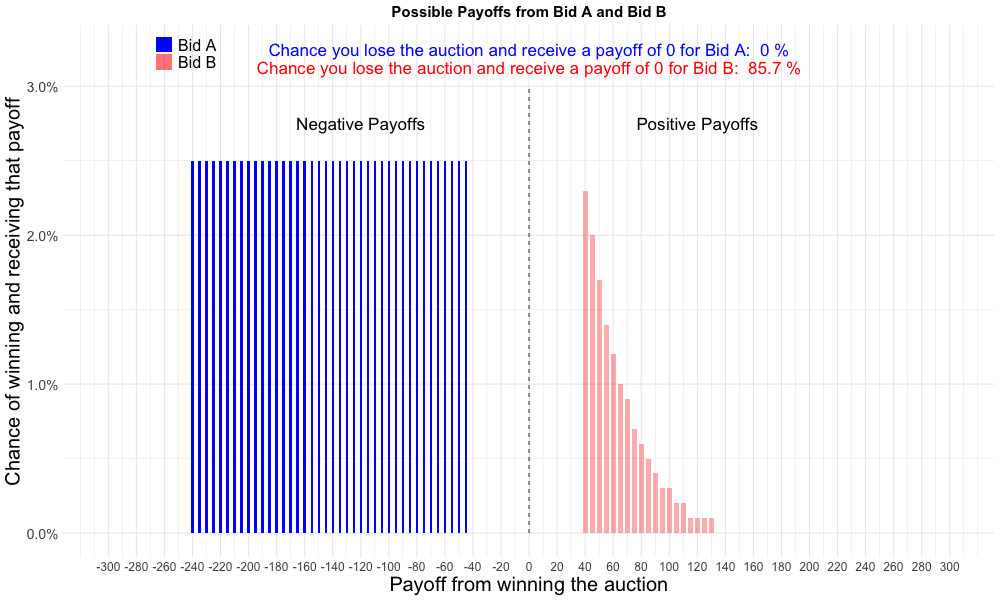 Possible Payoffs from Bid A and Bid B
Bid A
Bid B
Chance you lose the auction and receive a payoff of 0 for Bid A:  0 %
Chance you lose the auction and receive a payoff of 0 for Bid B:  85.7 %
Negative Payoffs
Positive Payoffs
Chance of winning and receiving that payoff
3.0%
2.0%
1.0%
0.0%
-300 -280 -260 -240 -220 -200 -180 -160 -140 -120 -100 -80 -60 -40 -20 0 20 40 60 80 100 120 140 160 180 200 220 240 260 280 300
Payoff from winning the auction